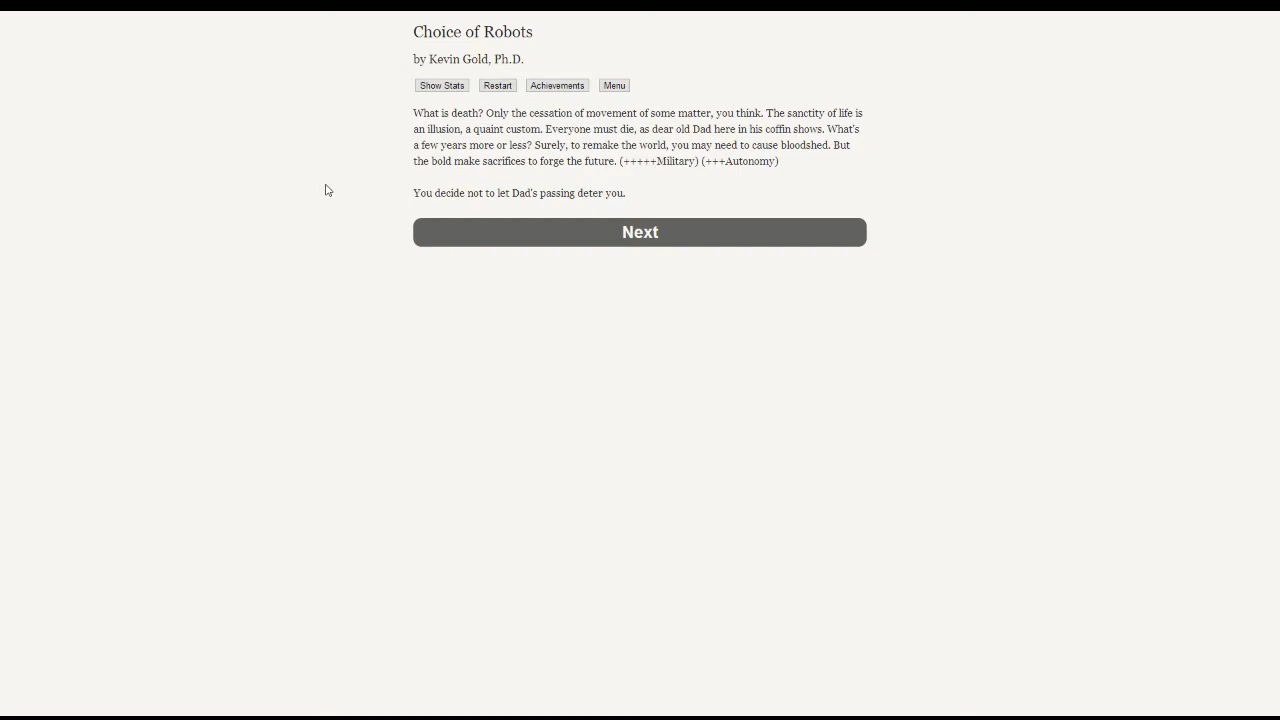 Choice of Robots
by Kevin Gold, Ph.D.
Show Stats Restart Achievements Menu
What is death? Only the cessation of movement of some matter, you think. The sanctity of life is
an illusion, a quaint custom. Everyone must die, as dear old Dad here in his coffin shows. What's
a few years more or less? Surely, to remake the world, you may need to cause bloodshed. But
the bold make sacrifices to forge the future. (+++++Military) (+++Autonomy)
You decide not to let Dad's passing deter you.
Next